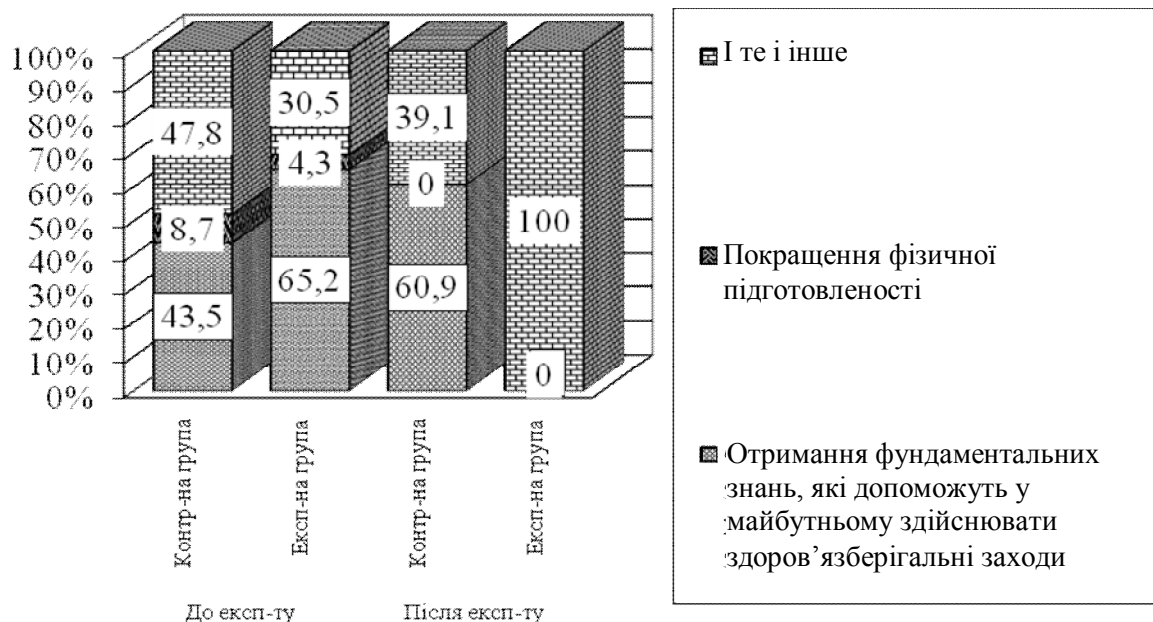 100%
90%
80%
70%
60%
50%
40%
30%
20%
10%
0%
47,8
8,7
43,5
30,5
4,3
65,2
39,1
0
60,9
100
0
Контр-на група
Експ-на група
Контр-на група
Експ-на група
До експ-ту
Після експ-ту
І те і інше
Покращення фізичної
підготовленості
Отримання фундаментальних
знань, які допоможуть у
майбутньому здійснювати
здоров’язберігальні заходи